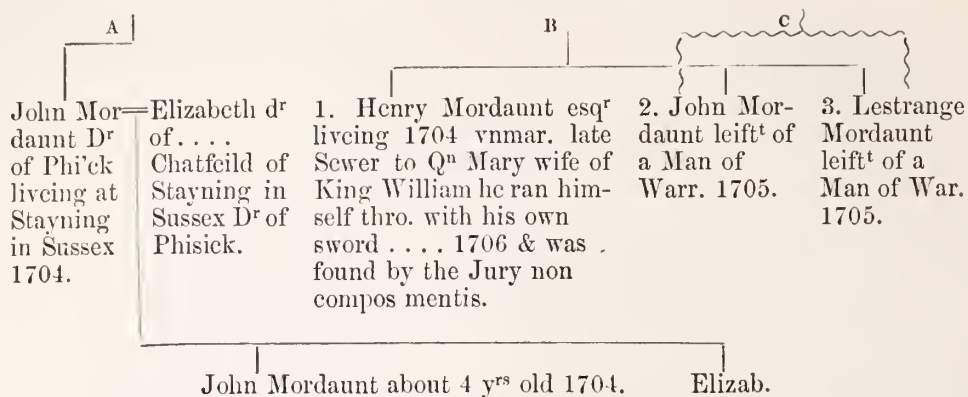 A
B
C
John Mor-
daunt Dʳ
of Phi'ck
liveing at
Stayning
in Sussex
1704.
Elizabeth dʳ
of . . . .
Chatfeild of
Stayning in
Sussex Dʳ of
Phisick.
1. Henry Mordaunt esqʳ
liveing 1704 vnmar. late
Sewer to Qⁿ Mary wife of
King William he ran him-
self thro. with his own
sword . . . . 1706 & was
found by the Jury non
compos mentis.
2. John Mor-
daunt leiftᵗ of
a Man of
Warr. 1705.
3. Lestrange
Mordaunt
leiftᵗ of a
Man of War.
1705.
John Mordaunt about 4 yʳˢ old 1704.
Elizab.